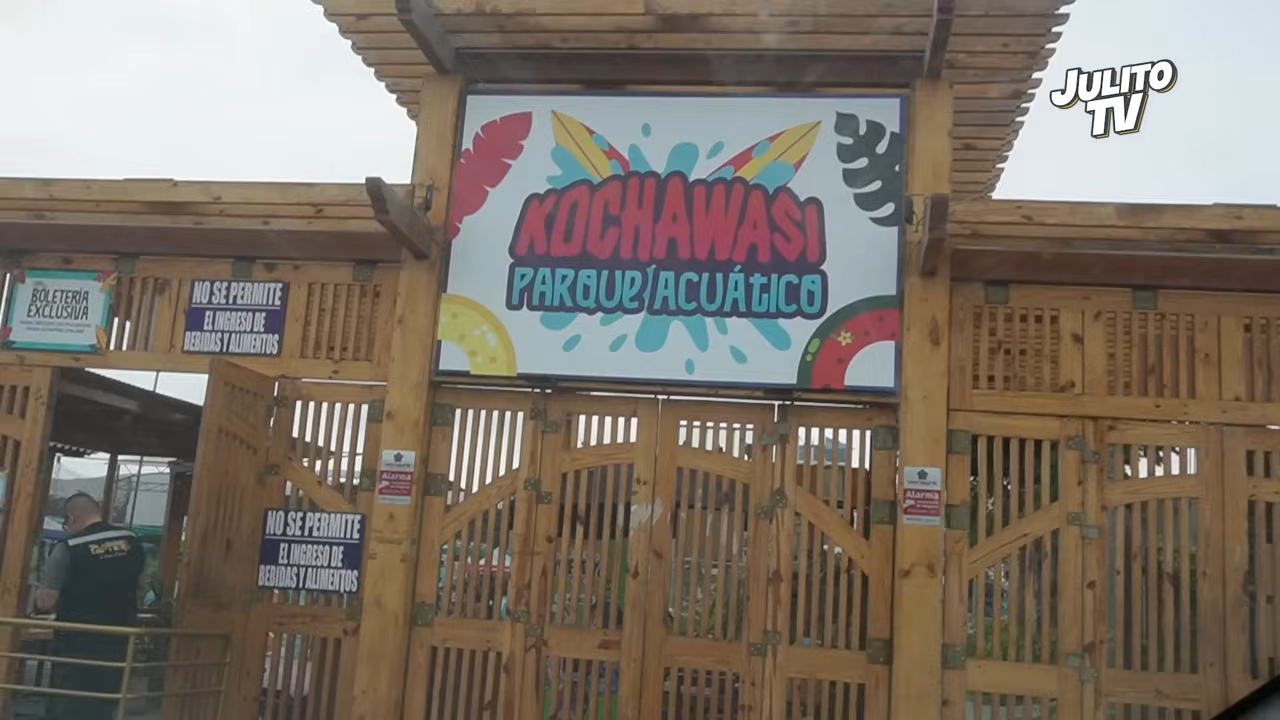 JULITO
TV
KOCHAWASI
PARQUE ACUÁTICO
BOLETERÍA
EXCLUSIVA
NO SE PERMITE
EL INGRESO DE
BEBIDAS Y ALIMENTOS
Alarma
Alarma
NO SE PERMITE
EL INGRESO DE
BEBIDAS Y ALIMENTOS